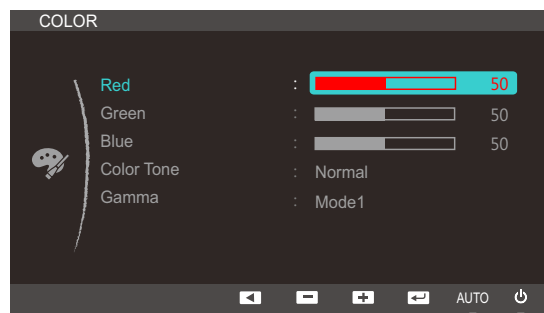 COLOR
Red : 50
Green : 50
Blue : 50
Color Tone : Normal
Gamma : Mode1
AUTO